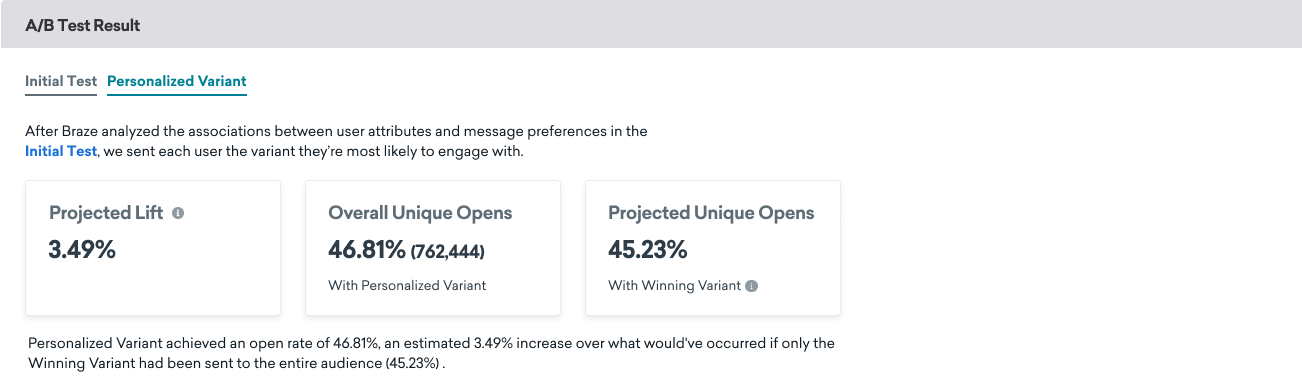 A/B Test Result
Initial Test Personalized Variant
After Braze analyzed the associations between user attributes and message preferences in the
Initial Test, we sent each user the variant they're most likely to engage with.
Projected Lift
3.49%
Overall Unique Opens
46.81% (762,444)
With Personalized Variant
Projected Unique Opens
45.23%
With Winning Variant
Personalized Variant achieved an open rate of 46.81%, an estimated 3.49% increase over what would've occurred if only the
Winning Variant had been sent to the entire audience (45.23%) .